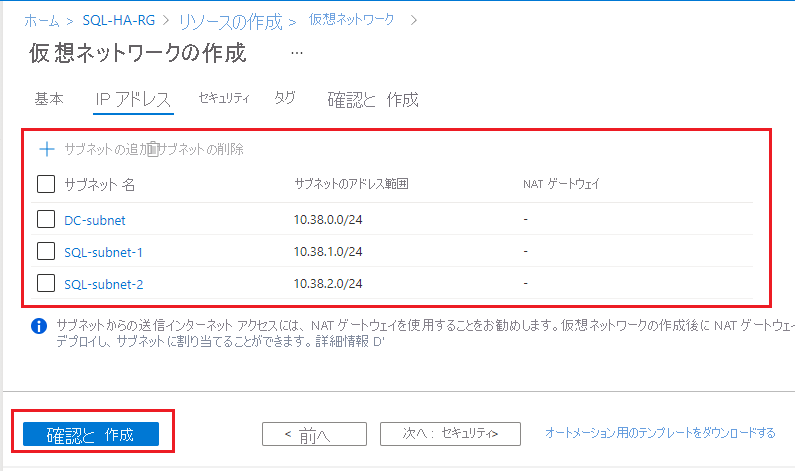 ホーム > SQL-HA-RG > リソースの作成 > 仮想ネットワーク >
仮想ネットワークの作成 ...
基本 IP アドレス セキュリティ タグ 確認と 作成
+ サブネットの追加 サブネットの削除
サブネット 名 サブネットのアドレス範囲 NAT ゲートウェイ
DC-subnet 10.38.0.0/24 -
SQL-subnet-1 10.38.1.0/24 -
SQL-subnet-2 10.38.2.0/24 -
サブネットからの送信インターネット アクセスには、NAT ゲートウェイを使用することをお勧めします。仮想ネットワークの作成後に NAT ゲートウェイ
デプロイし、サブネットに割り当てることができます。詳細情報 D'
確認と 作成 < 前へ 次へ : セキュリティ> オートメーション用のテンプレートをダウンロードする